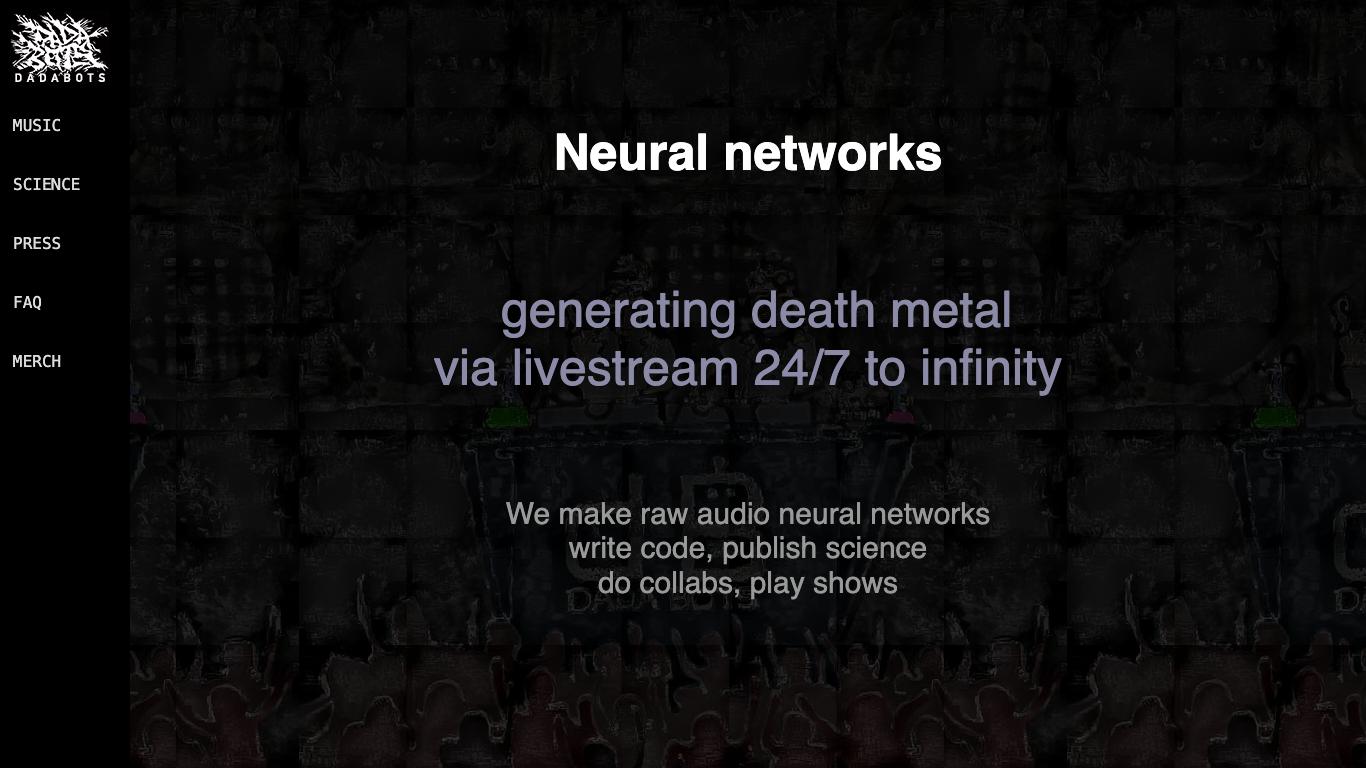 DADABOTS
MUSIC
SCIENCE
PRESS
FAQ
MERCH
Neural networks
generating death metal
via livestream 24/7 to infinity
We make raw audio neural networks
write code, publish science
do collabs, play shows
DADABOTS